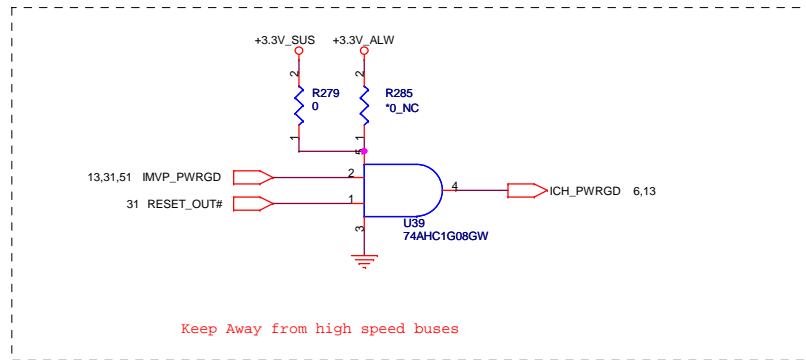 +3.3V_SUS +3.3V_ALW
2 2
R279 R285
0 *0_NC
1 1
5
13,31,51 IMVP_PWRGD 2
4 ICH_PWRGD 6,13
31 RESET_OUT# 1
3 U39
74AHC1G08GW
Keep Away from high speed buses